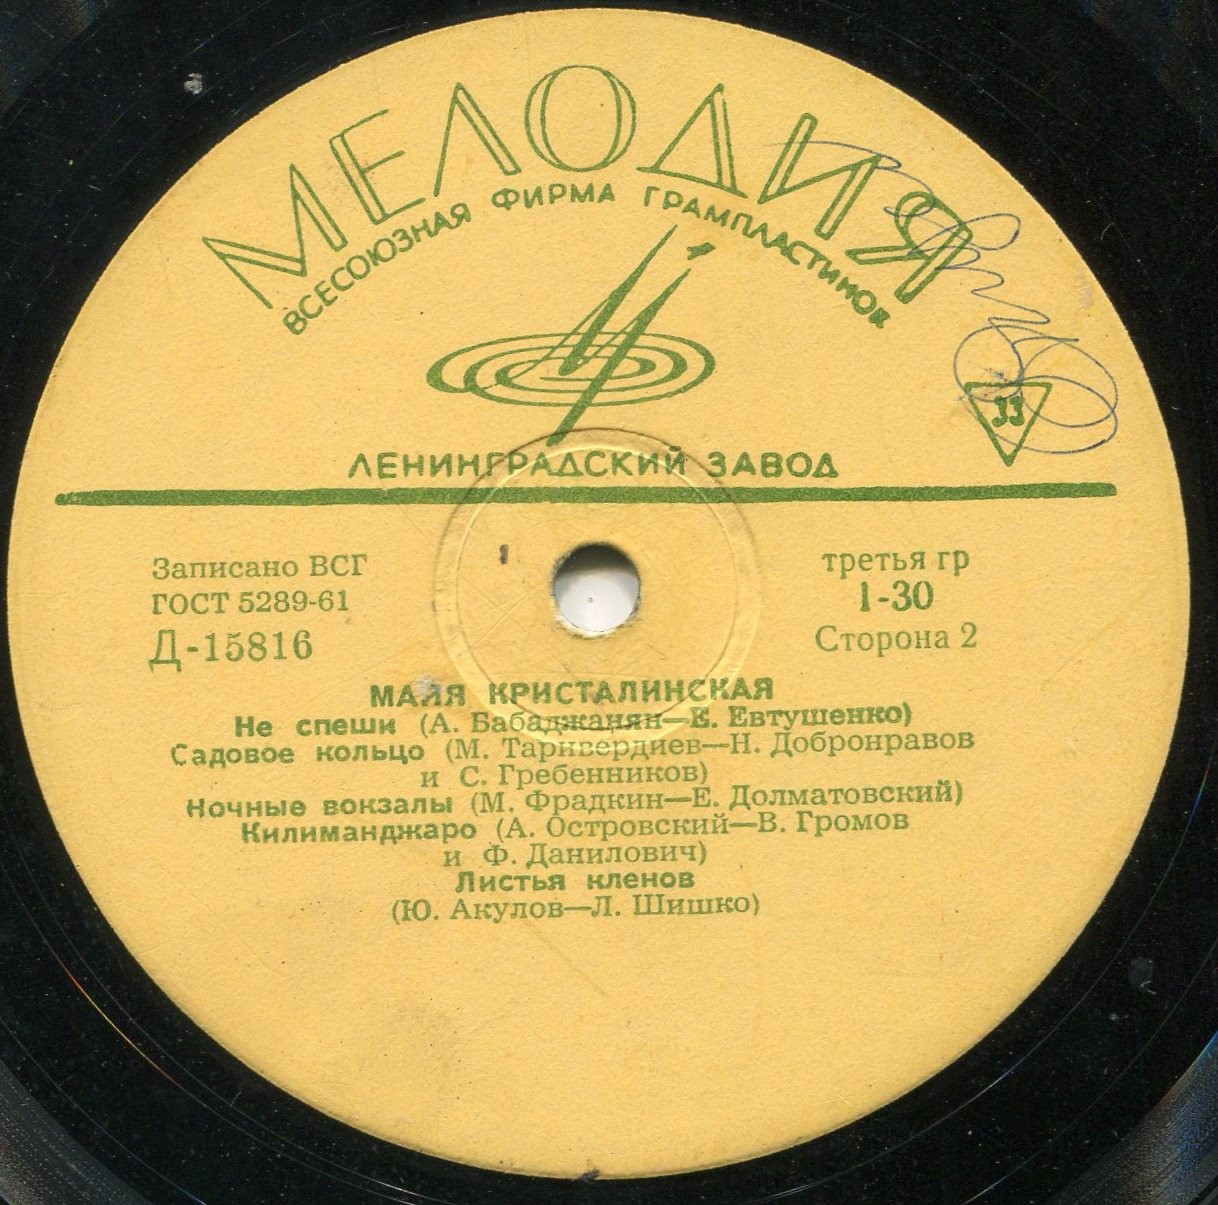 МЕЛОДИЯ
ВСЕСОЮЗНАЯ ФИРМА ГРАМПЛАСТИНОК
33
ЛЕНИНГРАДСКИЙ ЗАВОД
Записано ВСГ
ГОСТ 5289-61
Д-15816
третья гр
1-30
Сторона 2
МАЙЯ КРИСТАЛИНСКАЯ
Не спеши (А. Бабаджанян—Е. Евтушенко)
Садовое кольцо (М. Таривердиев—Н. Добронравов
и С. Гребенников)
Ночные вокзалы (М. Фрадкин—Е. Долматовский)
Килиманджаро (А. Островский—В. Громов
и Ф. Данилович)
Листья кленов
(Ю. Акулов—Л. Шишко)